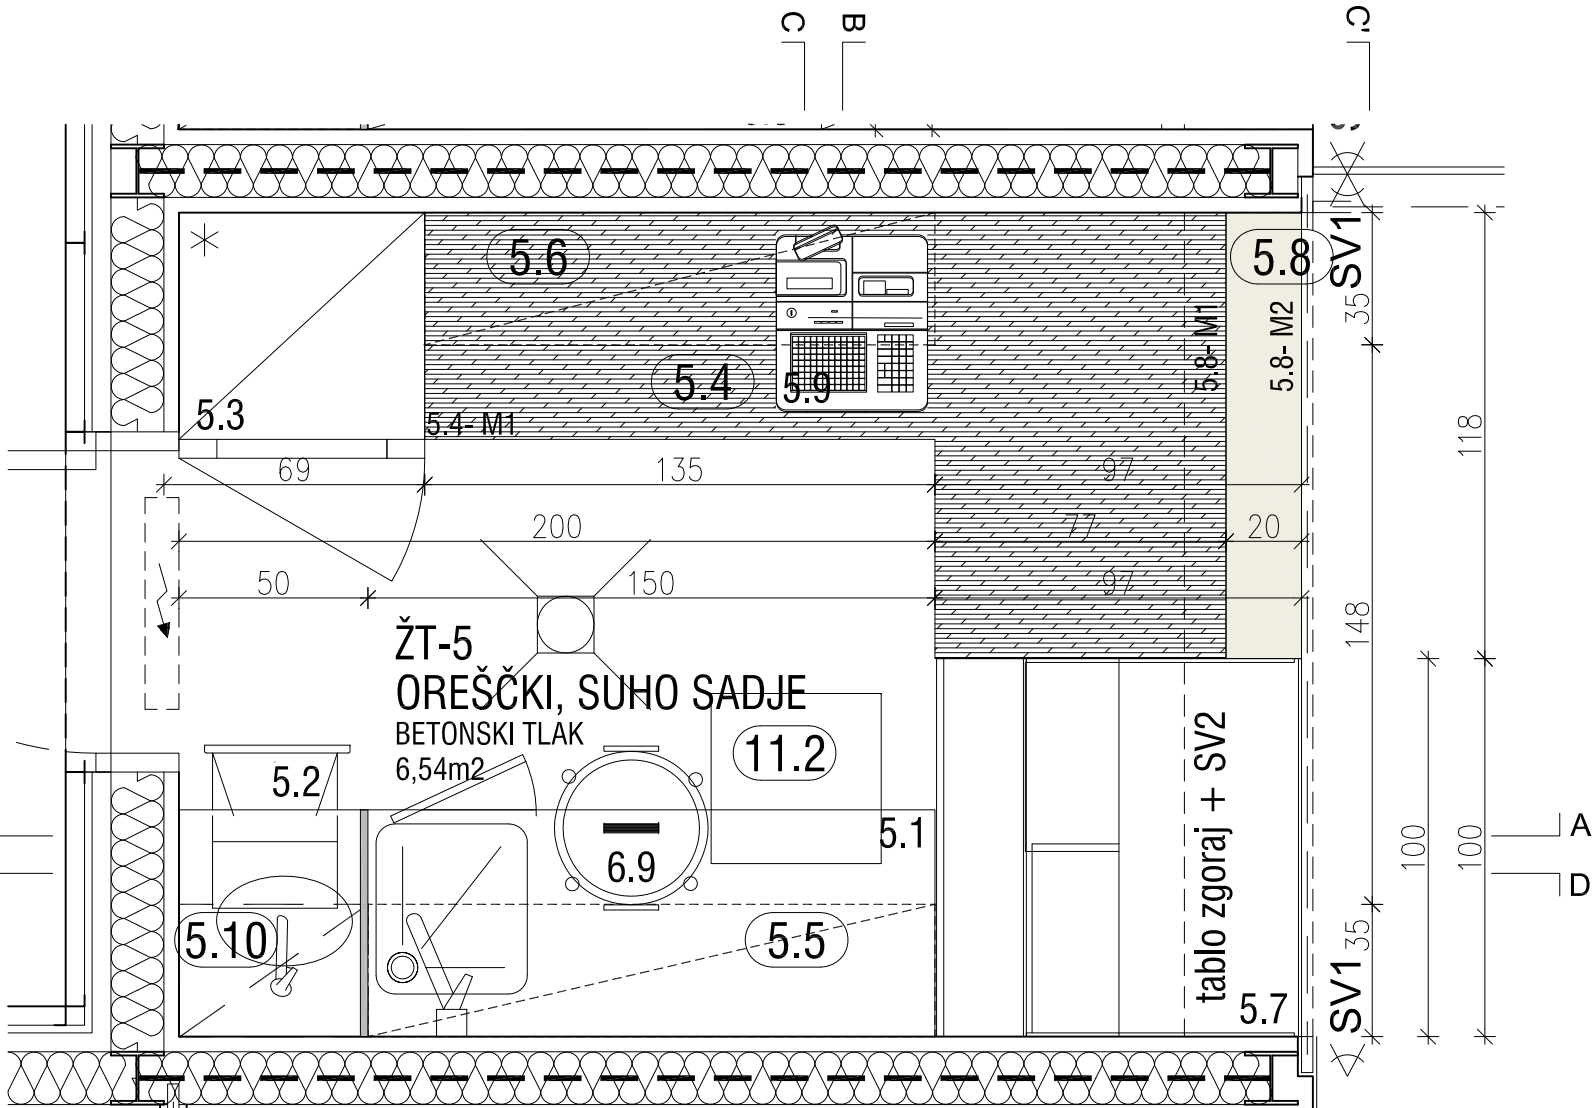 C B C'
5.6
5.8
SV1
35
5.8- M1
5.8- M2
5.4
5.9
5.3
5.4- M1
118
69 135 97
200 77 20
50 150 97
148
ŽT-5
OREŠČKI, SUHO SADJE
BETONSKI TLAK
6,54m2
11.2
5.2
tablo zgoraj + SV2
5.1
6.9
100
100
A
D
5.10
5.5
35
SV1
5.7